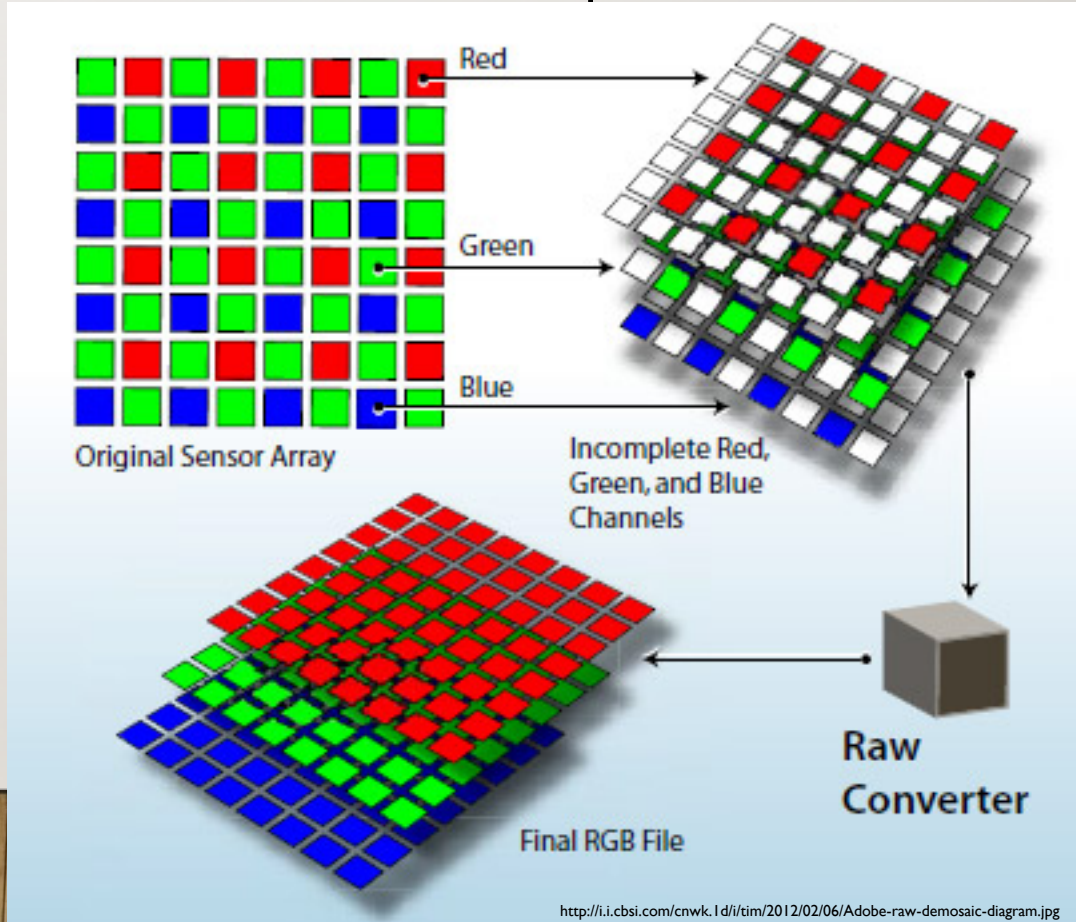 Red
Green
Blue
Original Sensor Array
Incomplete Red,
Green, and Blue
Channels
Raw
Converter
Final RGB File
http://i.i.cbsi.com/cnwk.1d/i/tim/2012/02/06/Adobe-raw-demosaic-diagram.jpg